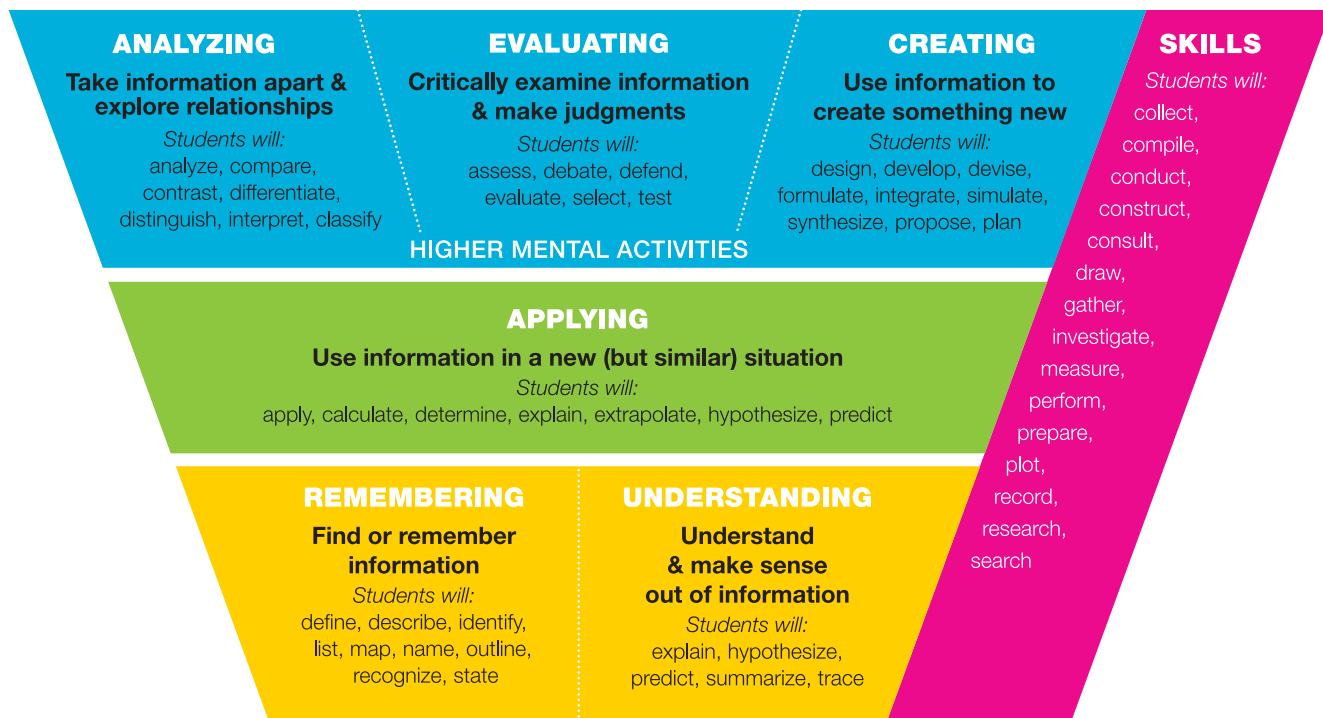 ANALYZING
Take information apart &
explore relationships
Students will:
analyze, compare,
contrast, differentiate,
distinguish, interpret, classify
EVALUATING
Critically examine information
& make judgments
Students will:
assess, debate, defend,
evaluate, select, test
CREATING
Use information to
create something new
Students will:
design, develop, devise,
formulate, integrate, simulate,
synthesize, propose, plan
HIGHER MENTAL ACTIVITIES
APPLYING
Use information in a new (but similar) situation
Students will:
apply, calculate, determine, explain, extrapolate, hypothesize, predict
REMEMBERING
Find or remember
information
Students will:
define, describe, identify,
list, map, name, outline,
recognize, state
UNDERSTANDING
Understand
& make sense
out of information
Students will:
explain, hypothesize,
predict, summarize, trace
SKILLS
Students will:
collect,
compile,
conduct,
construct,
consult,
draw,
gather,
investigate,
measure,
perform,
prepare,
plot,
record,
research,
search